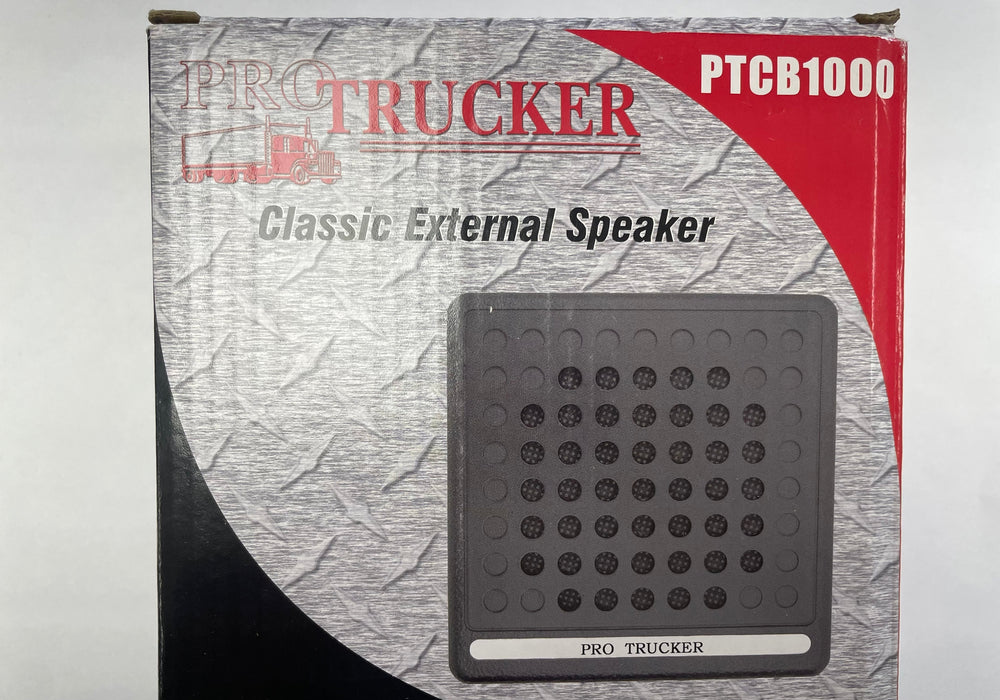 PTCB1000
PRO TRUCKER
Classic External Speaker
PRO TRUCKER